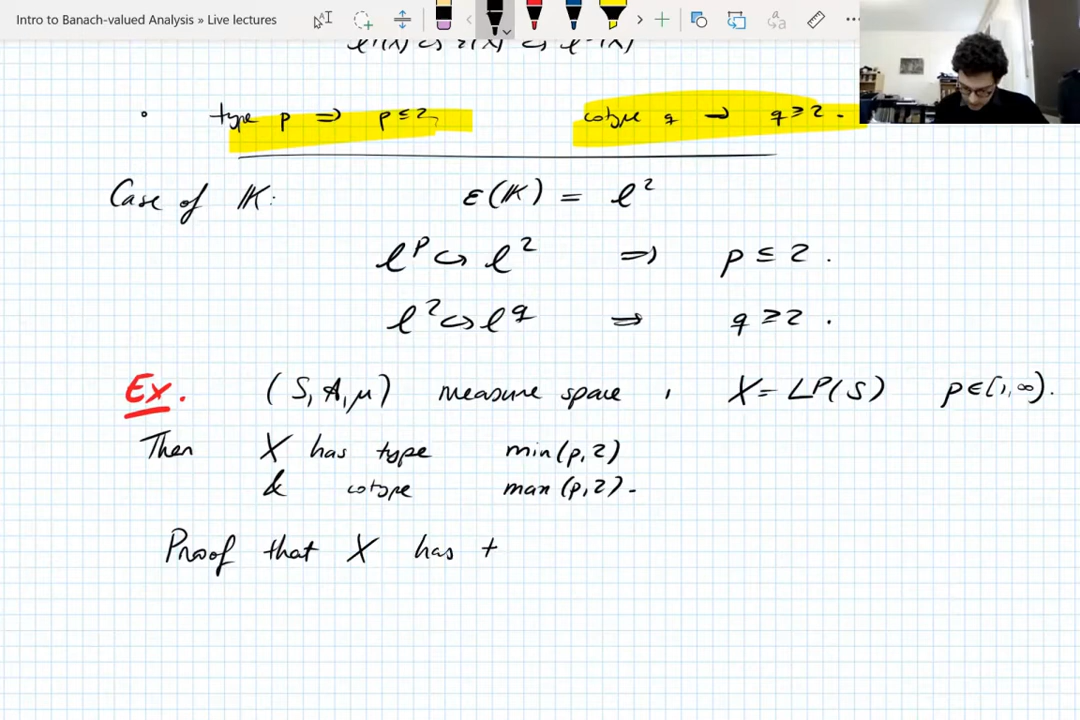 Intro to Banach-valued Analysis » Live lectures
• type p ⇒ p ≤ 2, cotype q → q ≥ 2.
Case of K: ε(K) = ℓ²
ℓᵖ ↪ ℓ² ⇒ p ≤ 2.
ℓ² ↪ ℓ^q ⇒ q ≥ 2.
Ex. (S, A, μ) measure space, X = Lᵖ(S) p∈[1,∞).
Then X has type min(p,2)
& cotype max(p,2).
Proof that X has t